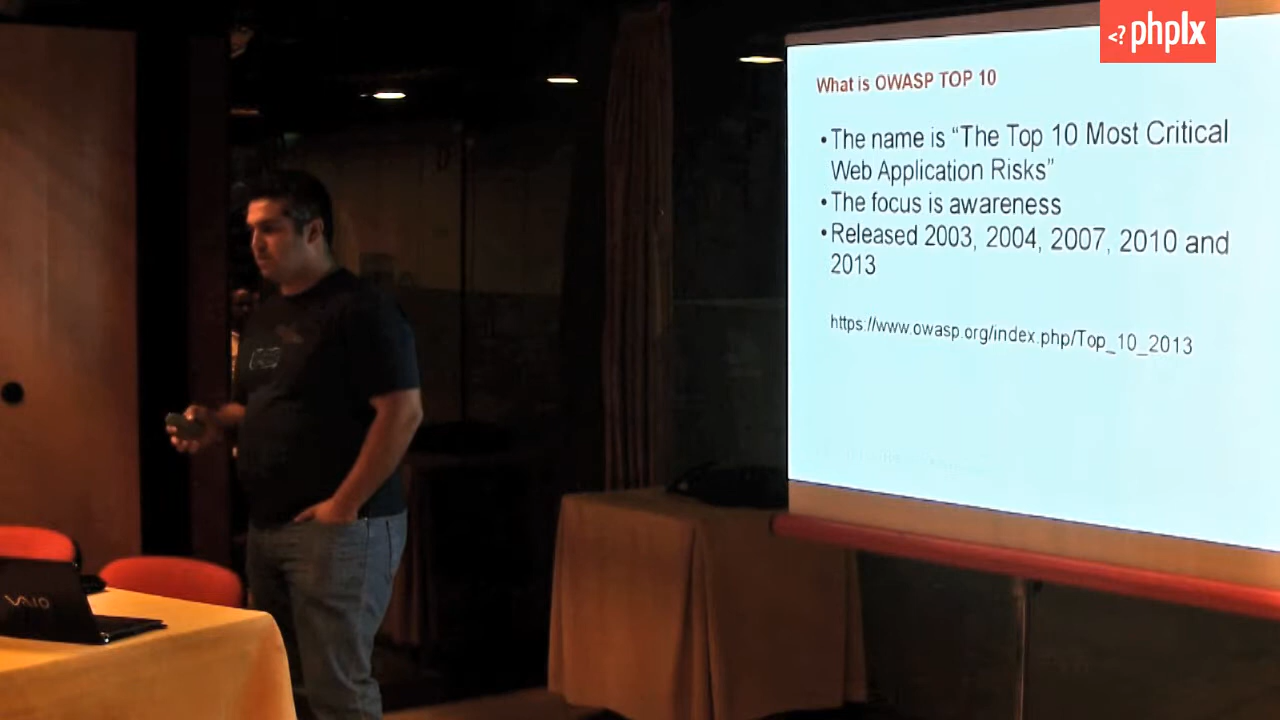 <? phplx
What is OWASP TOP 10
•The name is “The Top 10 Most Critical
Web Application Risks”
•The focus is awareness
•Released 2003, 2004, 2007, 2010 and
2013
https://www.owasp.org/index.php/Top_10_2013
VAIO